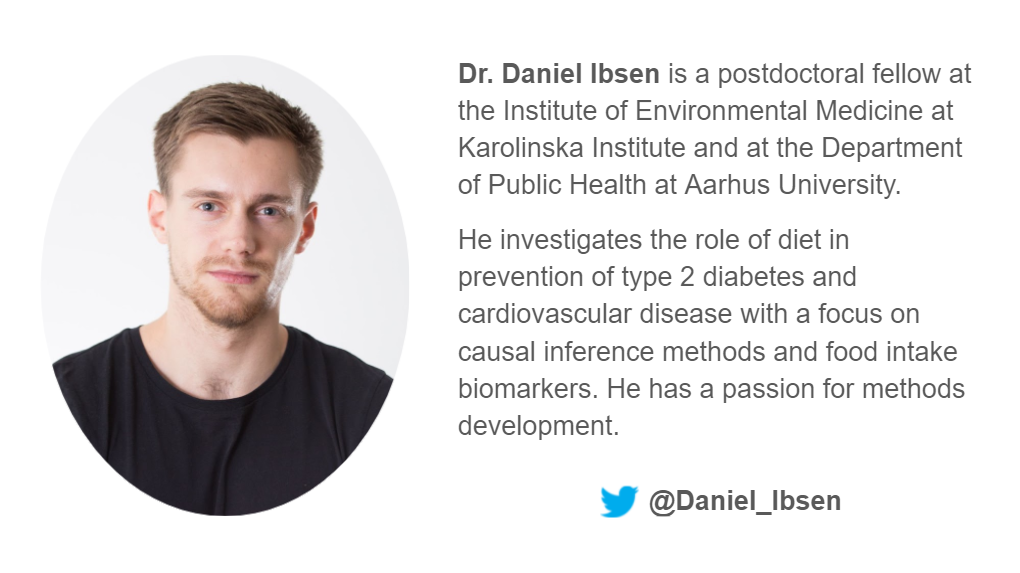 Dr. Daniel Ibsen is a postdoctoral fellow at
the Institute of Environmental Medicine at
Karolinska Institute and at the Department
of Public Health at Aarhus University.
He investigates the role of diet in
prevention of type 2 diabetes and
cardiovascular disease with a focus on
causal inference methods and food intake
biomarkers. He has a passion for methods
development.
@Daniel_Ibsen